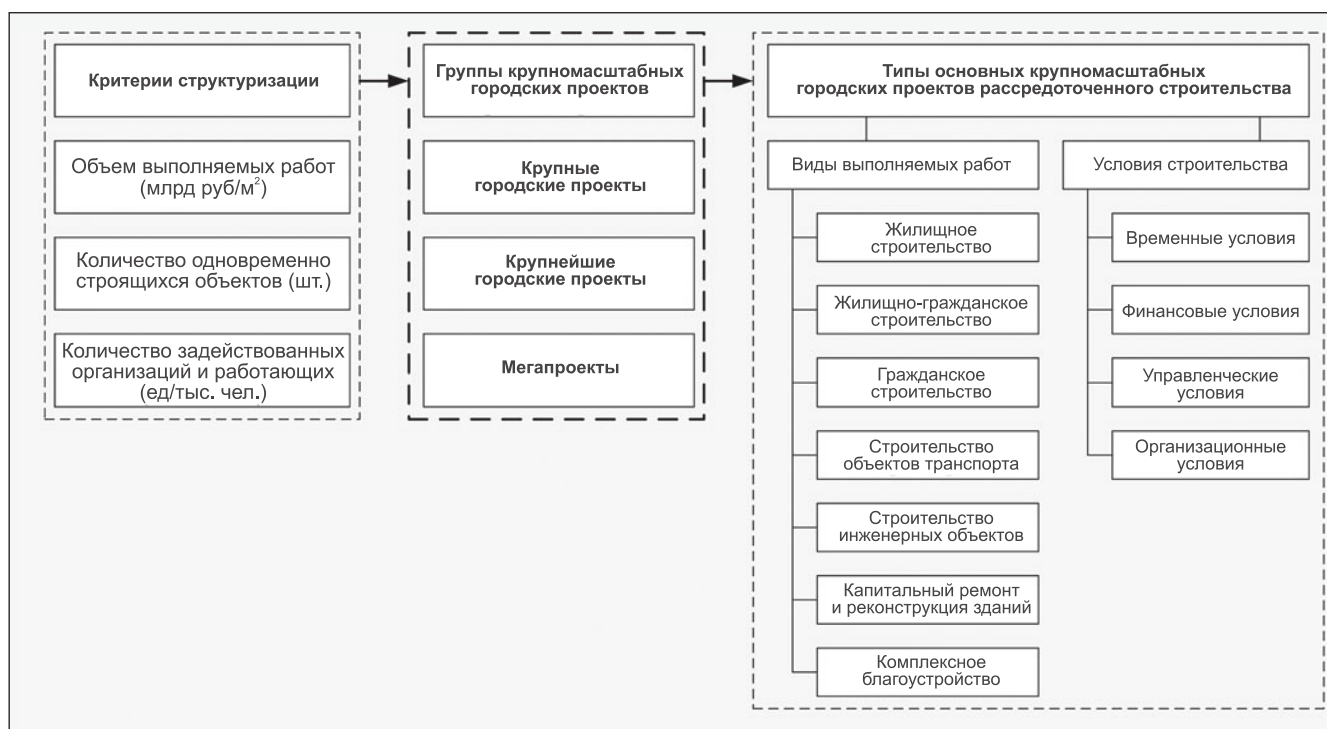 Критерии структуризации
Объем выполняемых работ
(млрд руб/м²)
Количество одновременно
строящихся объектов (шт.)
Количество задействованных
организаций и работающих
(ед/тыс. чел.)
Группы крупномасштабных
городских проектов
Крупные
городские проекты
Крупнейшие
городские проекты
Мегапроекты
Типы основных крупномасштабных
городских проектов рассредоточенного строительства
Виды выполняемых работ
Жилищное
строительство
Жилищно-гражданское
строительство
Гражданское
строительство
Строительство
объектов транспорта
Строительство
инженерных объектов
Капитальный ремонт
и реконструкция зданий
Комплексное
благоустройство
Условия строительства
Временные условия
Финансовые условия
Управленческие
условия
Организационные
условия